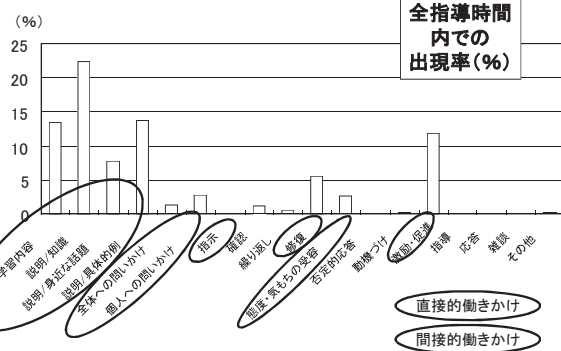 (%)
全指導時間
内での
出現率(%)
25
20
15
10
5
0
学習内容
説明/知識
説明/身近な話題
説明/具体的例
全体への問いかけ
個人への問いかけ
指示
確認
繰り返し
修復
態度・気もちの受容
否定的応答
動機づけ
激励・促進
指導
応答
雑談
その他
直接的働きかけ
間接的働きかけ